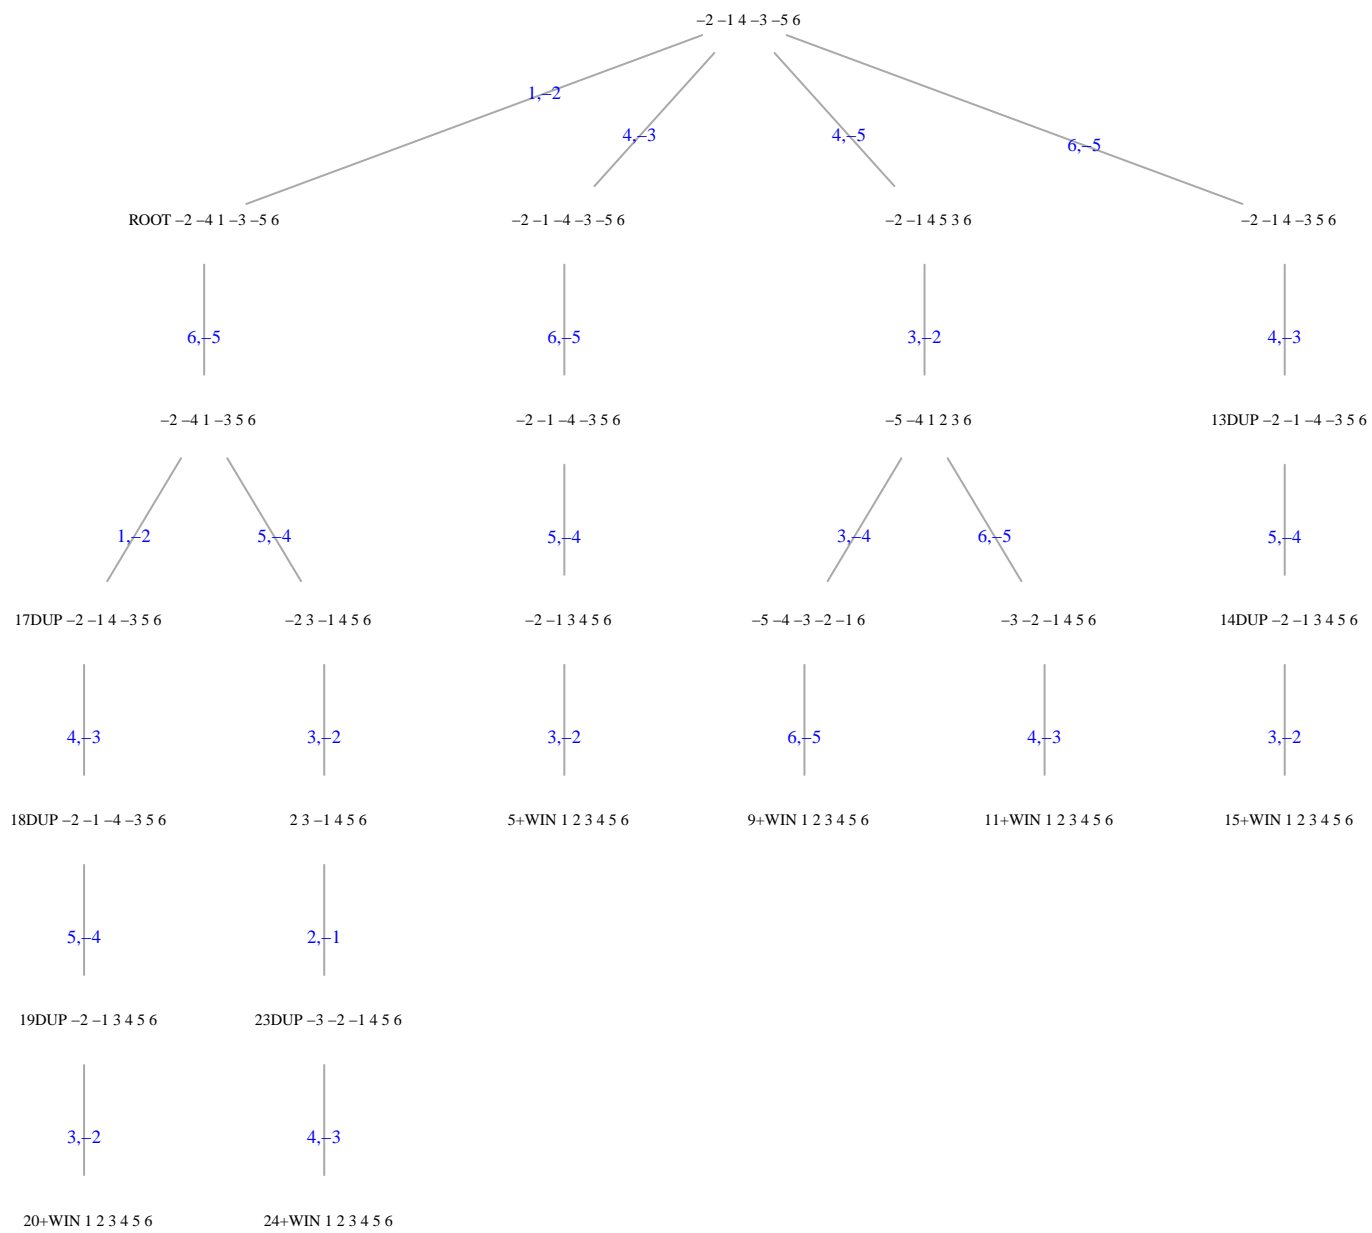 –2 –1 4 –3 –5 6
1,–2
4,–3
4,–5
6,–5
ROOT –2 –4 1 –3 –5 6
–2 –1 –4 –3 –5 6
–2 –1 4 5 3 6
–2 –1 4 –3 5 6
6,–5
6,–5
3,–2
4,–3
–2 –4 1 –3 5 6
–2 –1 –4 –3 5 6
–5 –4 1 2 3 6
13DUP –2 –1 –4 –3 5 6
1,–2
5,–4
5,–4
3,–4
6,–5
5,–4
17DUP –2 –1 4 –3 5 6
–2 3 –1 4 5 6
–2 –1 3 4 5 6
–5 –4 –3 –2 –1 6
–3 –2 –1 4 5 6
14DUP –2 –1 3 4 5 6
4,–3
3,–2
3,–2
6,–5
4,–3
3,–2
18DUP –2 –1 –4 –3 5 6
2 3 –1 4 5 6
5+WIN 1 2 3 4 5 6
9+WIN 1 2 3 4 5 6
11+WIN 1 2 3 4 5 6
15+WIN 1 2 3 4 5 6
5,–4
2,–1
19DUP –2 –1 3 4 5 6
23DUP –3 –2 –1 4 5 6
3,–2
4,–3
20+WIN 1 2 3 4 5 6
24+WIN 1 2 3 4 5 6